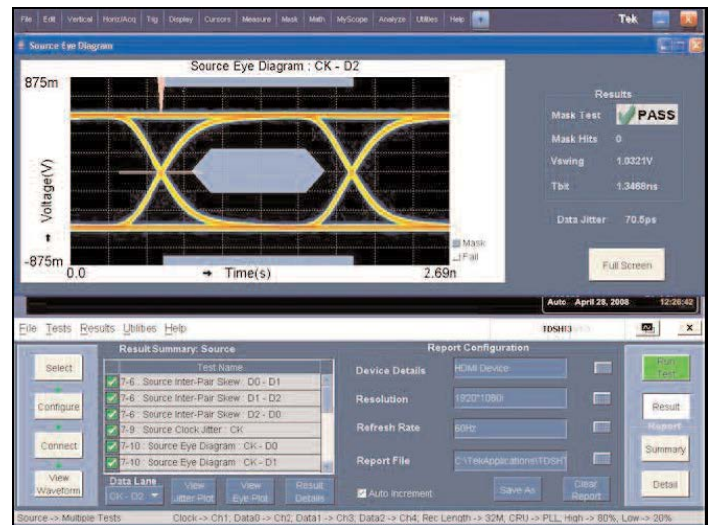 File Edit Vertical Horiz/Acq Trig Display Cursors Measure Mask Math MyScope Analyze Utilities Help Tek
Source Eye Diagram
Source Eye Diagram : CK - D2
875m
Voltage(V)
-875m
0.0
Time(s)
2.69n
Mask
Fail
Results
Mask Test PASS
Mask Hits 0
Vswing 1.0321V
Tbit 1.3468ns
Data Jitter 70.5ps
Full Screen
Auto April 28, 2008 12:26:42
File Tests Results Utilities Help TDSHT3
Select
Configure
Connect
View
Waveform
Result Summary: Source
Test Name
7-6 : Source Inter-Pair Skew : D0 - D1
7-6 : Source Inter-Pair Skew : D1 - D2
7-6 : Source Inter-Pair Skew : D2 - D0
7-9 : Source Clock Jitter : CK
7-10 : Source Eye Diagram : CK - D0
7-10 : Source Eye Diagram : CK - D1
Data Lane
CK - D2
View
Jitter Plot
View
Eye Plot
Result
Details
Report Configuration
Device Details HDMI Device
Resolution 1920*1080i
Refresh Rate 60Hz
Report File C:\TekApplications\TDSHT
Auto Increment
Save As
Clear
Report
Run
Test
Result
Report
Summary
Detail
Source -> Multiple Tests Clock -> Ch1, Data0 -> Ch2, Data1 -> Ch3, Data2 -> Ch4; Rec Length -> 32M, CRU -> PLL, High -> 80%, Low -> 20%